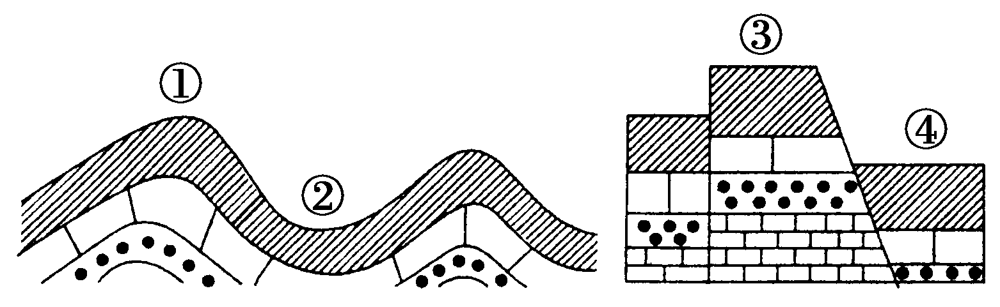 ①
②
③
④